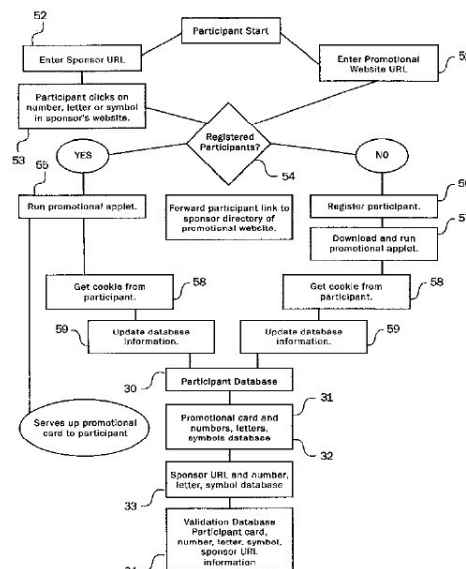 52
Participant Start
Enter Sponsor URL
Enter Promotional
Website URL
Participant clicks on
number, letter or symbol
in sponsor's website.
53
Registered
Participants?
54
YES
NO
55
Run promotional applet.
Forward participant link to
sponsor directory of
promotional website.
Register participant.
Download and run
promotional applet.
Get cookie from
participant.
58
Get cookie from
participant.
58
59
Update database
information.
Update database
information.
59
30
Participant Database
Serves up promotional
card to participant
Promotional card and
numbers, letters,
symbols database
31
32
Sponsor URL and number,
letter, symbol database
33
Validation Database
Participant card,
number, letter, symbol,
sponsor URL
information